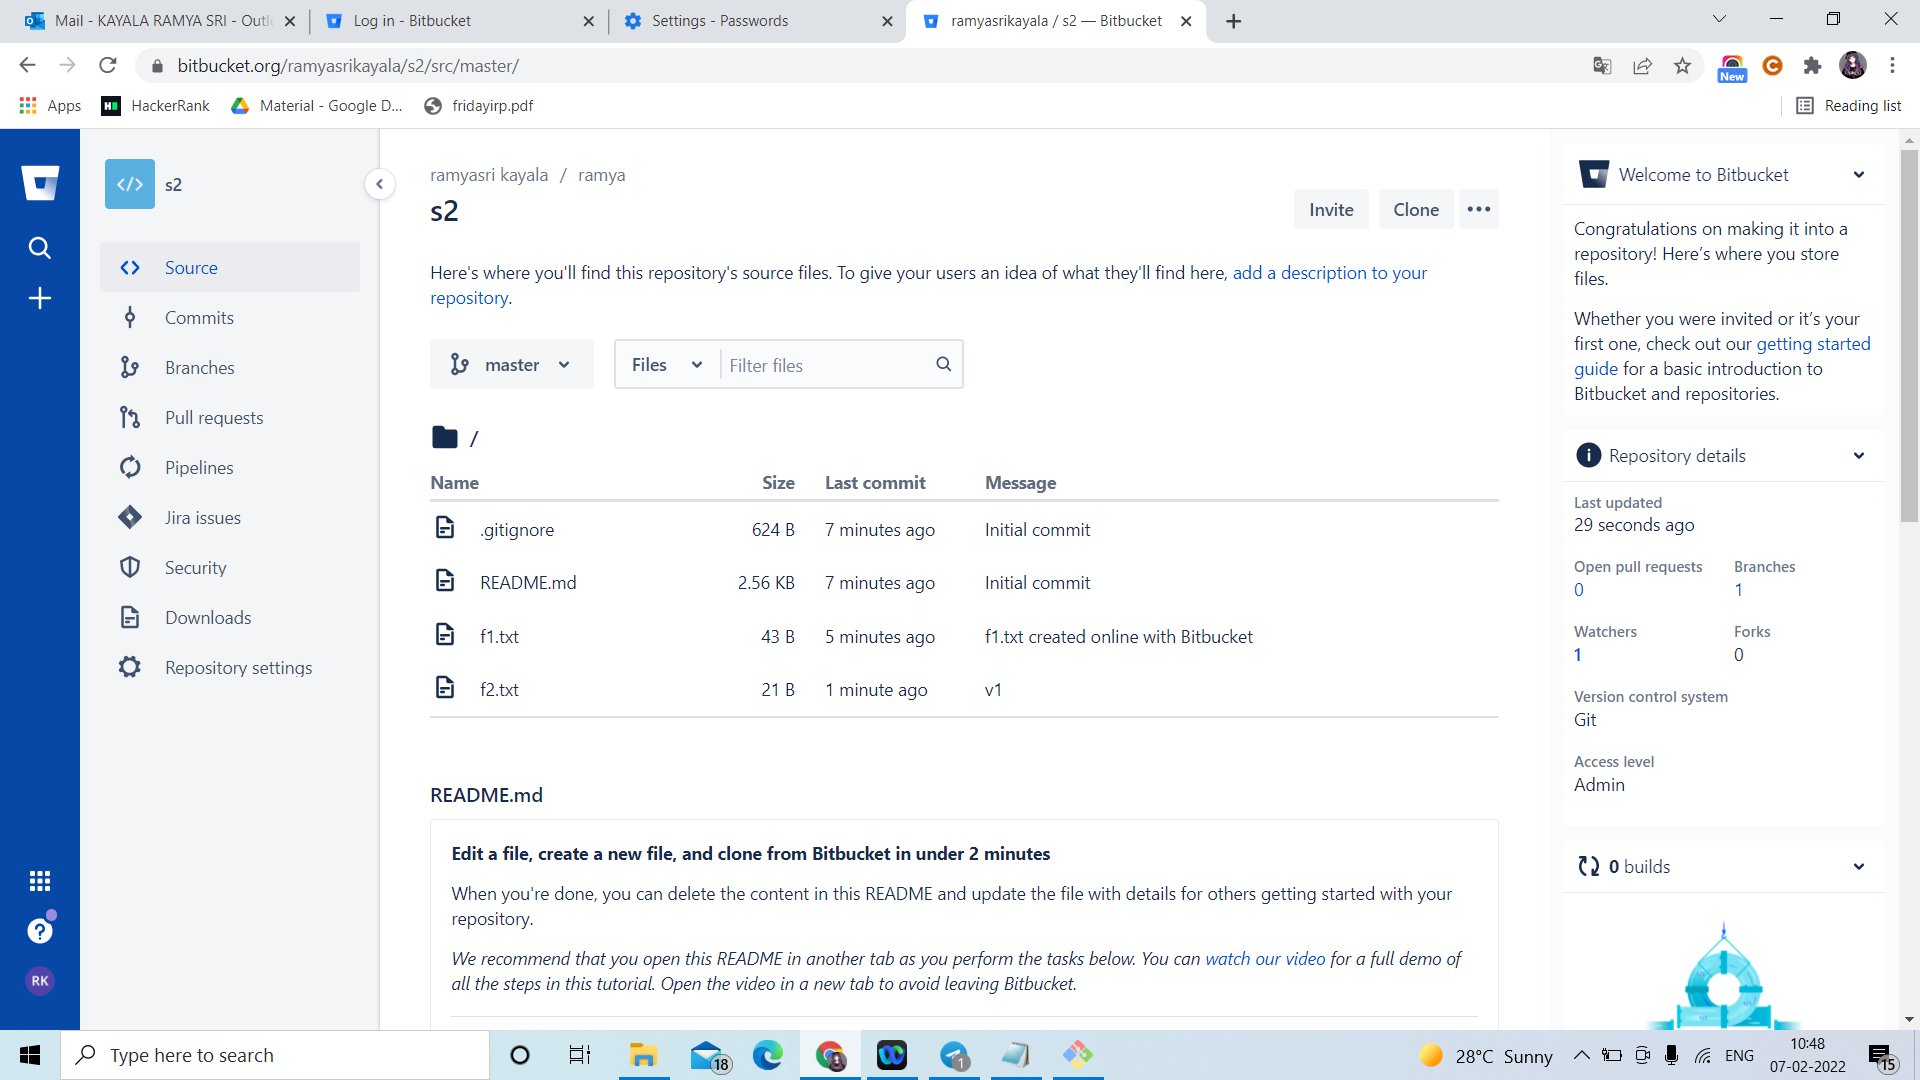 Mail - KAYALA RAMYA SRI - Outlo
Log in - Bitbucket
Settings - Passwords
ramyasrikayala / s2 — Bitbucket
bitbucket.org/ramyasrikayala/s2/src/master/
New
Apps
HackerRank
Material - Google D...
fridayirp.pdf
Reading list
s2
Source
Commits
Branches
Pull requests
Pipelines
Jira issues
Security
Downloads
Repository settings
RK
ramyasri kayala / ramya
s2
Invite
Clone
Here's where you'll find this repository's source files. To give your users an idea of what they'll find here, add a description to your
repository.
master
Files
Filter files
/
Name Size Last commit Message
.gitignore 624 B 7 minutes ago Initial commit
README.md 2.56 KB 7 minutes ago Initial commit
f1.txt 43 B 5 minutes ago f1.txt created online with Bitbucket
f2.txt 21 B 1 minute ago v1
README.md
Edit a file, create a new file, and clone from Bitbucket in under 2 minutes
When you're done, you can delete the content in this README and update the file with details for others getting started with your
repository.
We recommend that you open this README in another tab as you perform the tasks below. You can watch our video for a full demo of
all the steps in this tutorial. Open the video in a new tab to avoid leaving Bitbucket.
Welcome to Bitbucket
Congratulations on making it into a
repository! Here’s where you store
files.
Whether you were invited or it’s your
first one, check out our getting started
guide for a basic introduction to
Bitbucket and repositories.
Repository details
Last updated
29 seconds ago
Open pull requests Branches
0 1
Watchers Forks
1 0
Version control system
Git
Access level
Admin
0 builds
Type here to search
18
1
28°C Sunny
ENG
10:48
07-02-2022
15